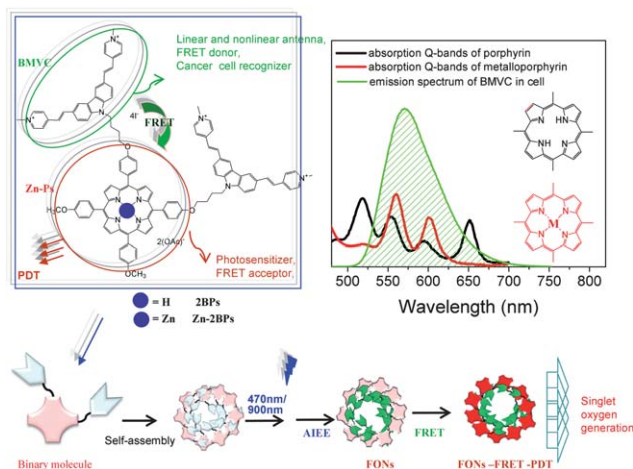 Linear and nonlinear antenna,
FRET donor,
Cancer cell recognizer
BMVC
N⁺
N⁺
N
4I⁻
FRET
O
N⁺
N
O
Zn-Ps
H₃CO
N
N
N
N
2(OAc)⁻
OCH₃
PDT
Photosensitizer,
FRET acceptor,
= H 2BPs
= Zn Zn-2BPs
absorption Q-bands of porphyrin
absorption Q-bands of metalloporphyrin
emission spectrum of BMVC in cell
N
HN
NH
N
N
N
M
N
N
500 550 600 650 700 750 800
Wavelength (nm)
Binary molecule
Self-assembly
470nm/
900nm
AIEE
FONs
FRET
FONs –FRET -PDT
Singlet
oxygen
generation